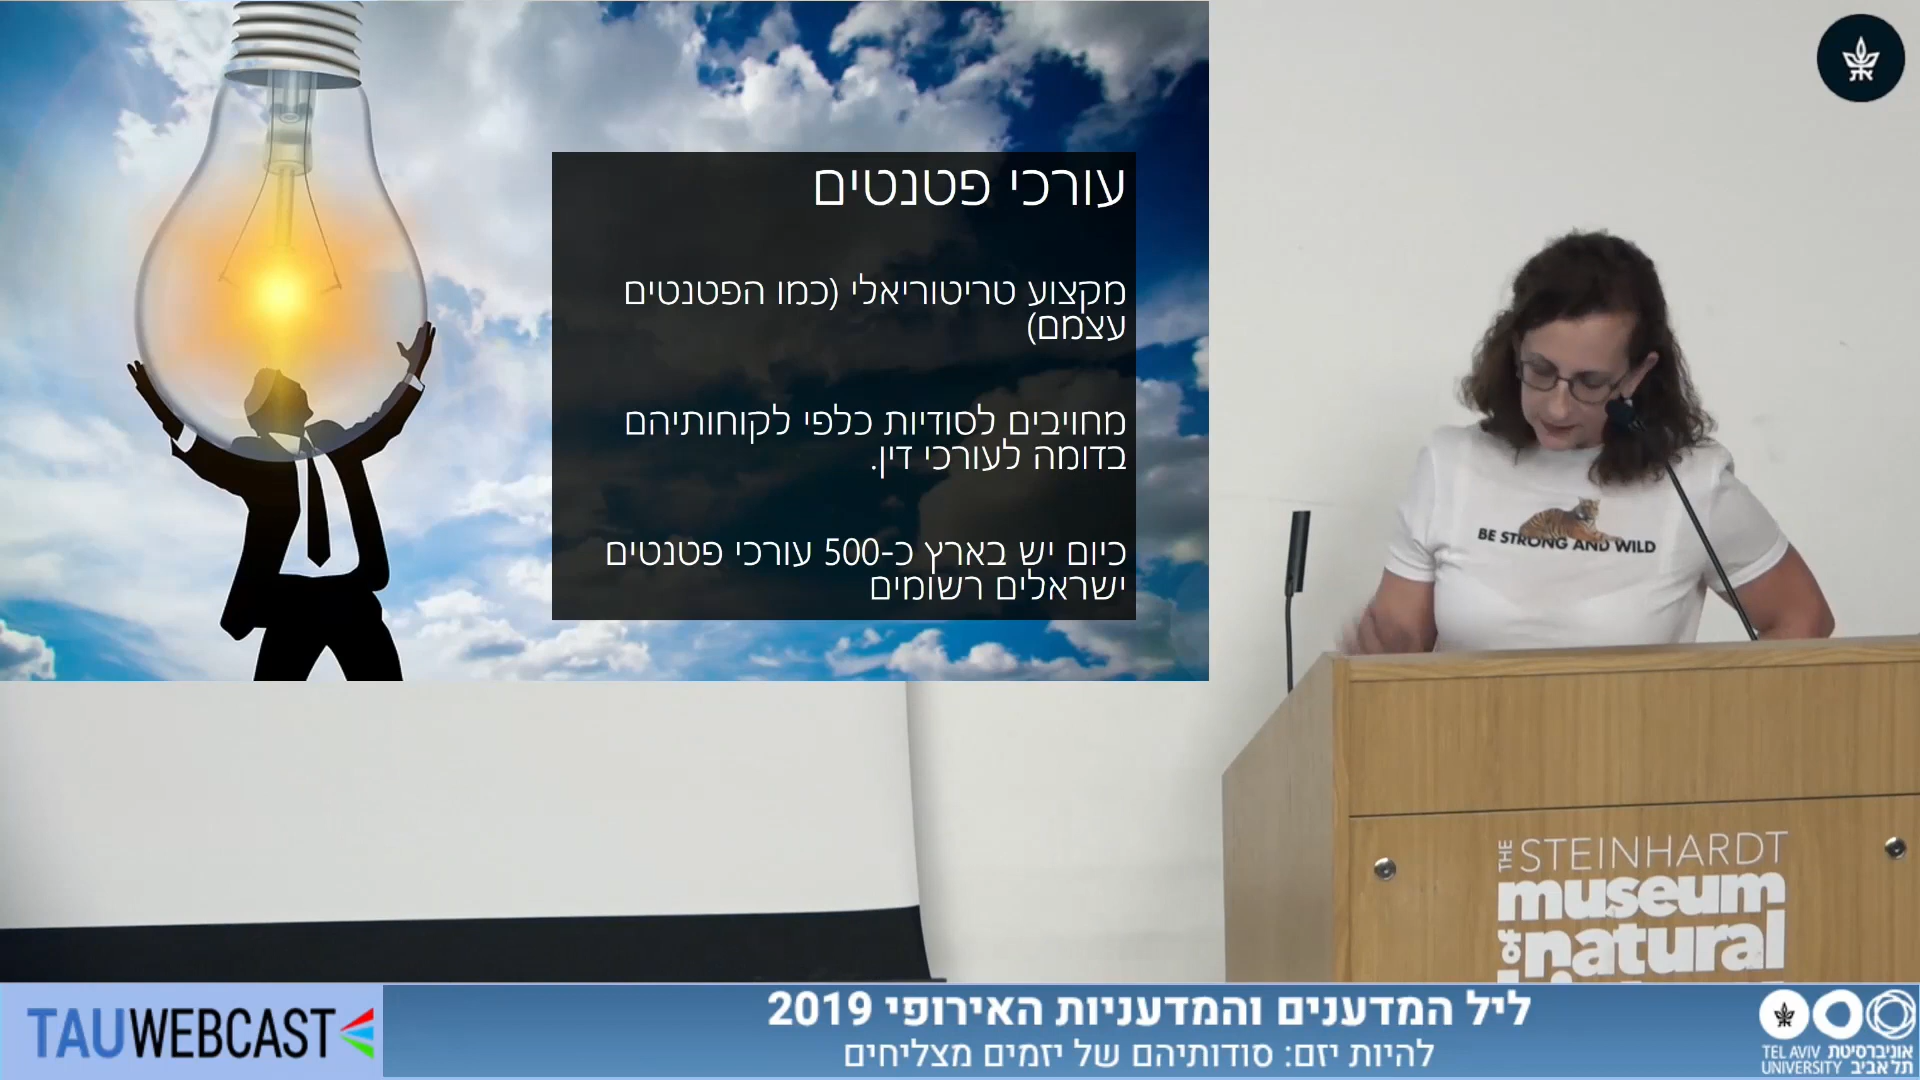 עורכי פטנטים
מקצוע טריטוריאלי (כמו הפטנטים
עצמם)
מחויבים לסודיות כלפי לקוחותיהם
בדומה לעורכי דין.
כיום יש בארץ כ-500 עורכי פטנטים
ישראלים רשומים
BE STRONG AND WILD
THE STEINHARDT
museum
of natural
TAUWEBCAST
ליל המדענים והמדעניות האירופי 2019
להיות יזם: סודותיהם של יזמים מצליחים
TEL AVIV אוניברסיטת
UNIVERSITY תל אביב